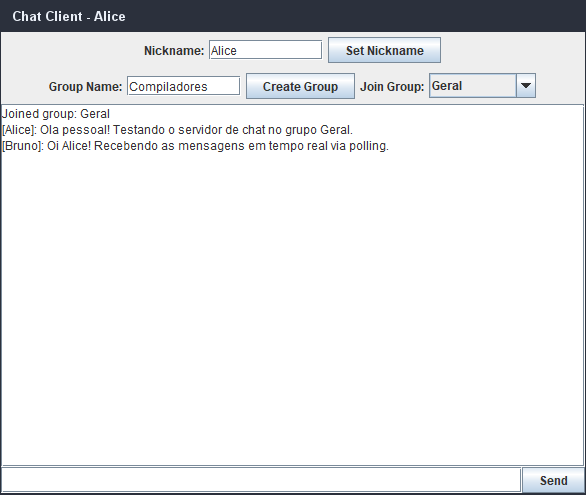 Chat Client - Alice
Nickname: Alice Set Nickname
Group Name: Compiladores Create Group Join Group: Geral
Joined group: Geral
[Alice]: Ola pessoal! Testando o servidor de chat no grupo Geral.
[Bruno]: Oi Alice! Recebendo as mensagens em tempo real via polling.
Send